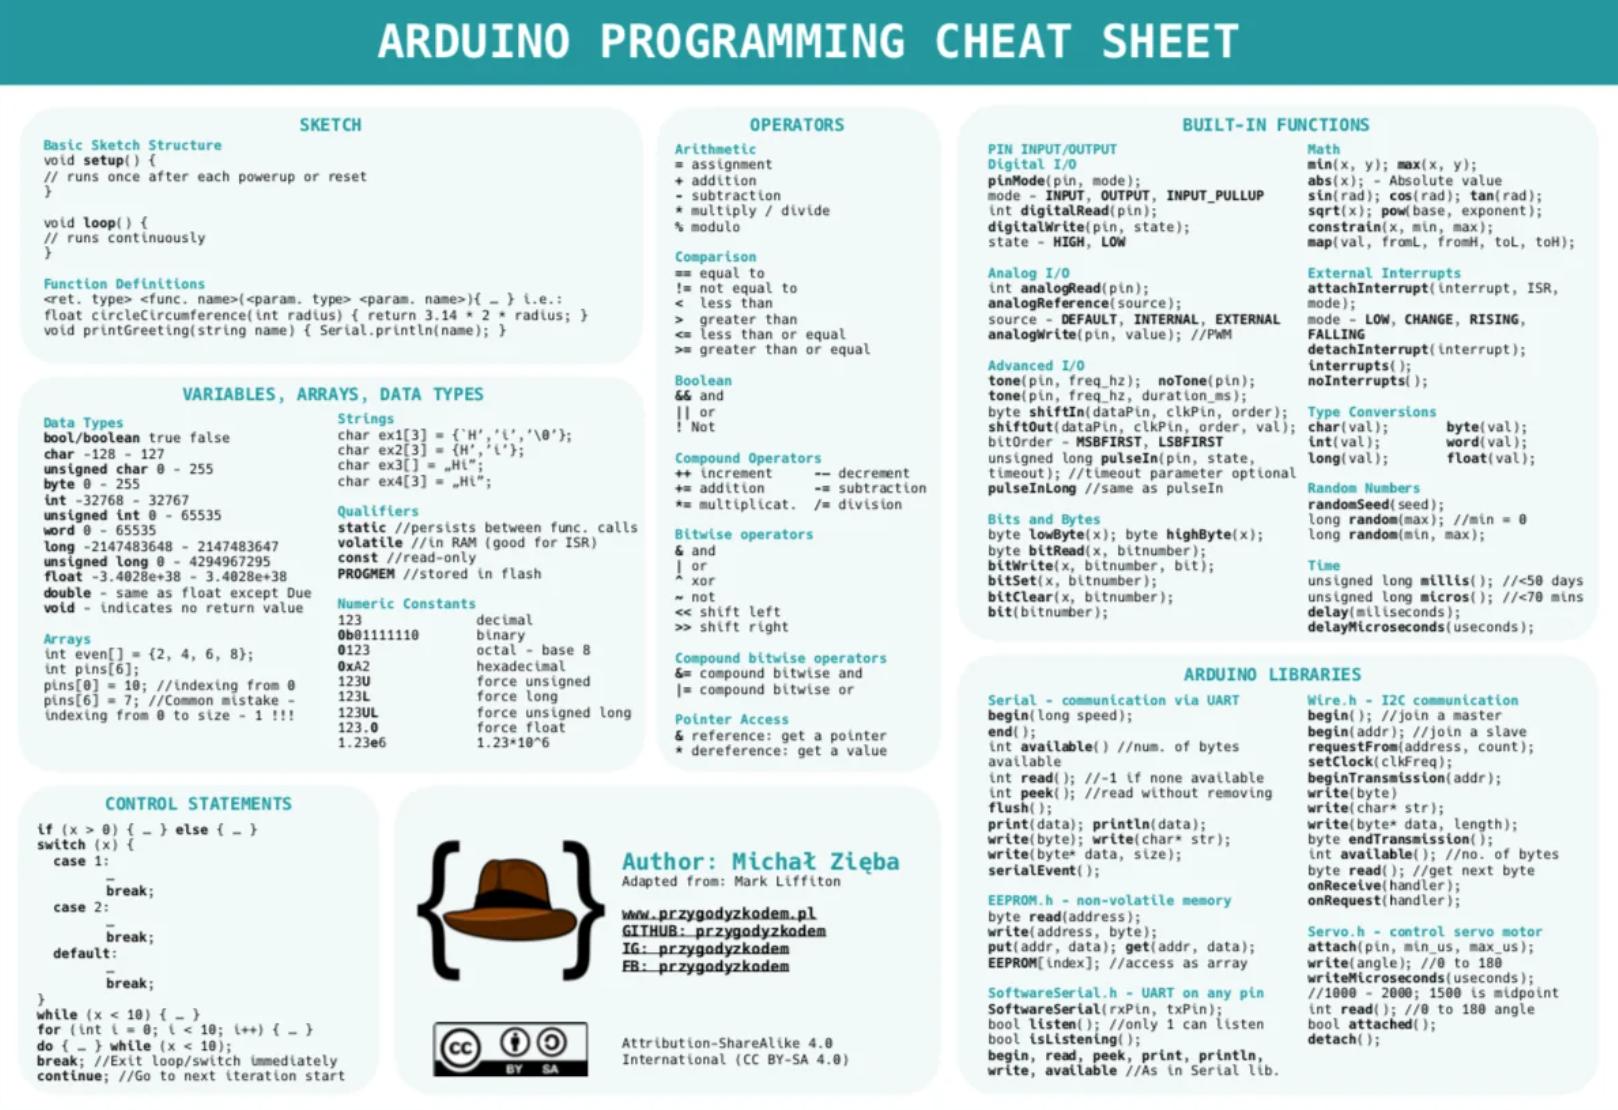 ARDUINO PROGRAMMING CHEAT SHEET
SKETCH
Basic Sketch Structure
void setup() {
// runs once after each powerup or reset
}
void loop() {
// runs continuously
}
Function Definitions
<ret. type> <func. name>(<param. type> <param. name>){ … } i.e.:
float circleCircumference(int radius) { return 3.14 * 2 * radius; }
void printGreeting(string name) { Serial.println(name); }
VARIABLES, ARRAYS, DATA TYPES
Data Types
bool/boolean true false
char -128 - 127
unsigned char 0 - 255
byte 0 - 255
int -32768 - 32767
unsigned int 0 - 65535
word 0 - 65535
long -2147483648 - 2147483647
unsigned long 0 - 4294967295
float -3.4028e+38 - 3.4028e+38
double - same as float except Due
void - indicates no return value
Arrays
int even[] = {2, 4, 6, 8};
int pins[6];
pins[0] = 10; //indexing from 0
pins[6] = 7; //Common mistake -
indexing from 0 to size - 1 !!!
Strings
char ex1[3] = {`H’,’i’,’\0’};
char ex2[3] = {H’,’i’};
char ex3[] = „Hi”;
char ex4[3] = „Hi”;
Qualifiers
static //persists between func. calls
volatile //in RAM (good for ISR)
const //read-only
PROGMEM //stored in flash
Numeric Constants
123 decimal
0b01111110 binary
0123 octal - base 8
0xA2 hexadecimal
123U force unsigned
123L force long
123UL force unsigned long
123.0 force float
1.23e6 1.23*10^6
CONTROL STATEMENTS
if (x > 0) { … } else { … }
switch (x) {
case 1:
…
break;
case 2:
…
break;
default:
…
break;
}
while (x < 10) { … }
for (int i = 0; i < 10; i++) { … }
do { … } while (x < 10);
break; //Exit loop/switch immediately
continue; //Go to next iteration start
OPERATORS
Arithmetic
= assignment
+ addition
- subtraction
* multiply / divide
% modulo
Comparison
== equal to
!= not equal to
< less than
> greater than
<= less than or equal
>= greater than or equal
Boolean
&& and
|| or
! Not
Compound Operators
++ increment -- decrement
+= addition -= subtraction
*= multiplicat. /= division
Bitwise operators
& and
| or
^ xor
~ not
<< shift left
>> shift right
Compound bitwise operators
&= compound bitwise and
|= compound bitwise or
Pointer Access
& reference: get a pointer
* dereference: get a value
Author: Michał Zięba
Adapted from: Mark Liffiton
www.przygodyzkodem.pl
GITHUB: przygodyzkodem
IG: przygodyzkodem
FB: przygodyzkodem
cc
BY SA
Attribution-ShareAlike 4.0
International (CC BY-SA 4.0)
BUILT-IN FUNCTIONS
PIN INPUT/OUTPUT
Digital I/O
pinMode(pin, mode);
mode - INPUT, OUTPUT, INPUT_PULLUP
int digitalRead(pin);
digitalWrite(pin, state);
state - HIGH, LOW
Analog I/O
int analogRead(pin);
analogReference(source);
source - DEFAULT, INTERNAL, EXTERNAL
analogWrite(pin, value); //PWM
Advanced I/O
tone(pin, freq_hz); noTone(pin);
tone(pin, freq_hz, duration_ms);
byte shiftIn(dataPin, clkPin, order);
shiftOut(dataPin, clkPin, order, val);
bitOrder - MSBFIRST, LSBFIRST
unsigned long pulseIn(pin, state,
timeout); //timeout parameter optional
pulseInLong //same as pulseIn
Bits and Bytes
byte lowByte(x); byte highByte(x);
byte bitRead(x, bitnumber);
bitWrite(x, bitnumber, bit);
bitSet(x, bitnumber);
bitClear(x, bitnumber);
bit(bitnumber);
Math
min(x, y); max(x, y);
abs(x); - Absolute value
sin(rad); cos(rad); tan(rad);
sqrt(x); pow(base, exponent);
constrain(x, min, max);
map(val, fromL, fromH, toL, toH);
External Interrupts
attachInterrupt(interrupt, ISR,
mode);
mode - LOW, CHANGE, RISING,
FALLING
detachInterrupt(interrupt);
interrupts();
noInterrupts();
Type Conversions
char(val); byte(val);
int(val); word(val);
long(val); float(val);
Random Numbers
randomSeed(seed);
long random(max); //min = 0
long random(min, max);
Time
unsigned long millis(); //<50 days
unsigned long micros(); //<70 mins
delay(miliseconds);
delayMicroseconds(useconds);
ARDUINO LIBRARIES
Serial - communication via UART
begin(long speed);
end();
int available() //num. of bytes
available
int read(); //-1 if none available
int peek(); //read without removing
flush();
print(data); println(data);
write(byte); write(char* str);
write(byte* data, size);
serialEvent();
EEPROM.h - non-volatile memory
byte read(address);
write(address, byte);
put(addr, data); get(addr, data);
EEPROM[index]; //access as array
SoftwareSerial.h - UART on any pin
SoftwareSerial(rxPin, txPin);
bool listen(); //only 1 can listen
bool isListening();
begin, read, peek, print, println,
write, available //As in Serial lib.
Wire.h - I2C communication
begin(); //join a master
begin(addr); //join a slave
requestFrom(address, count);
setClock(clkFreq);
beginTransmission(addr);
write(byte)
write(char* str);
write(byte* data, length);
byte endTransmission();
int available(); //no. of bytes
byte read(); //get next byte
onReceive(handler);
onRequest(handler);
Servo.h - control servo motor
attach(pin, min_us, max_us);
write(angle); //0 to 180
writeMicroseconds(useconds);
//1000 - 2000; 1500 is midpoint
int read(); //0 to 180 angle
bool attached();
detach();